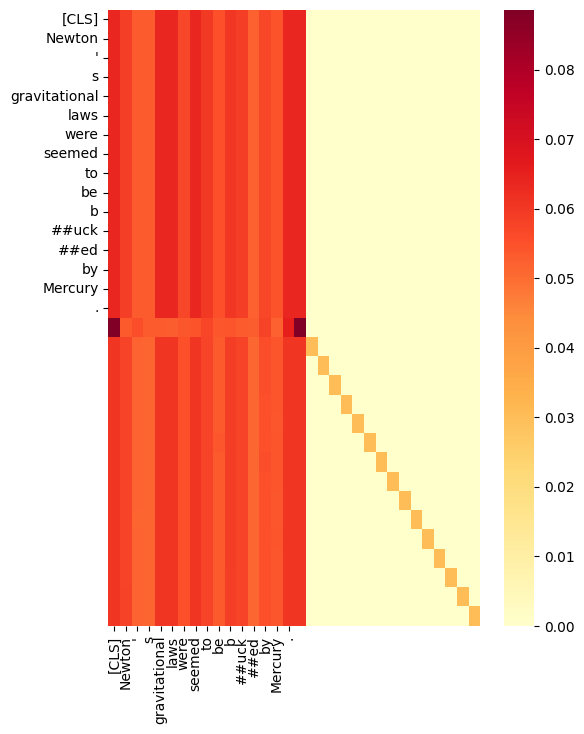 [CLS]
Newton
'
s
gravitational
laws
were
seemed
to
be
b
##uck
##ed
by
Mercury
.
0.08
0.07
0.06
0.05
0.04
0.03
0.02
0.01
0.00
[CLS]
Newton
'
s
gravitational
laws
were
seemed
to
be
b
##uck
##ed
by
Mercury
.